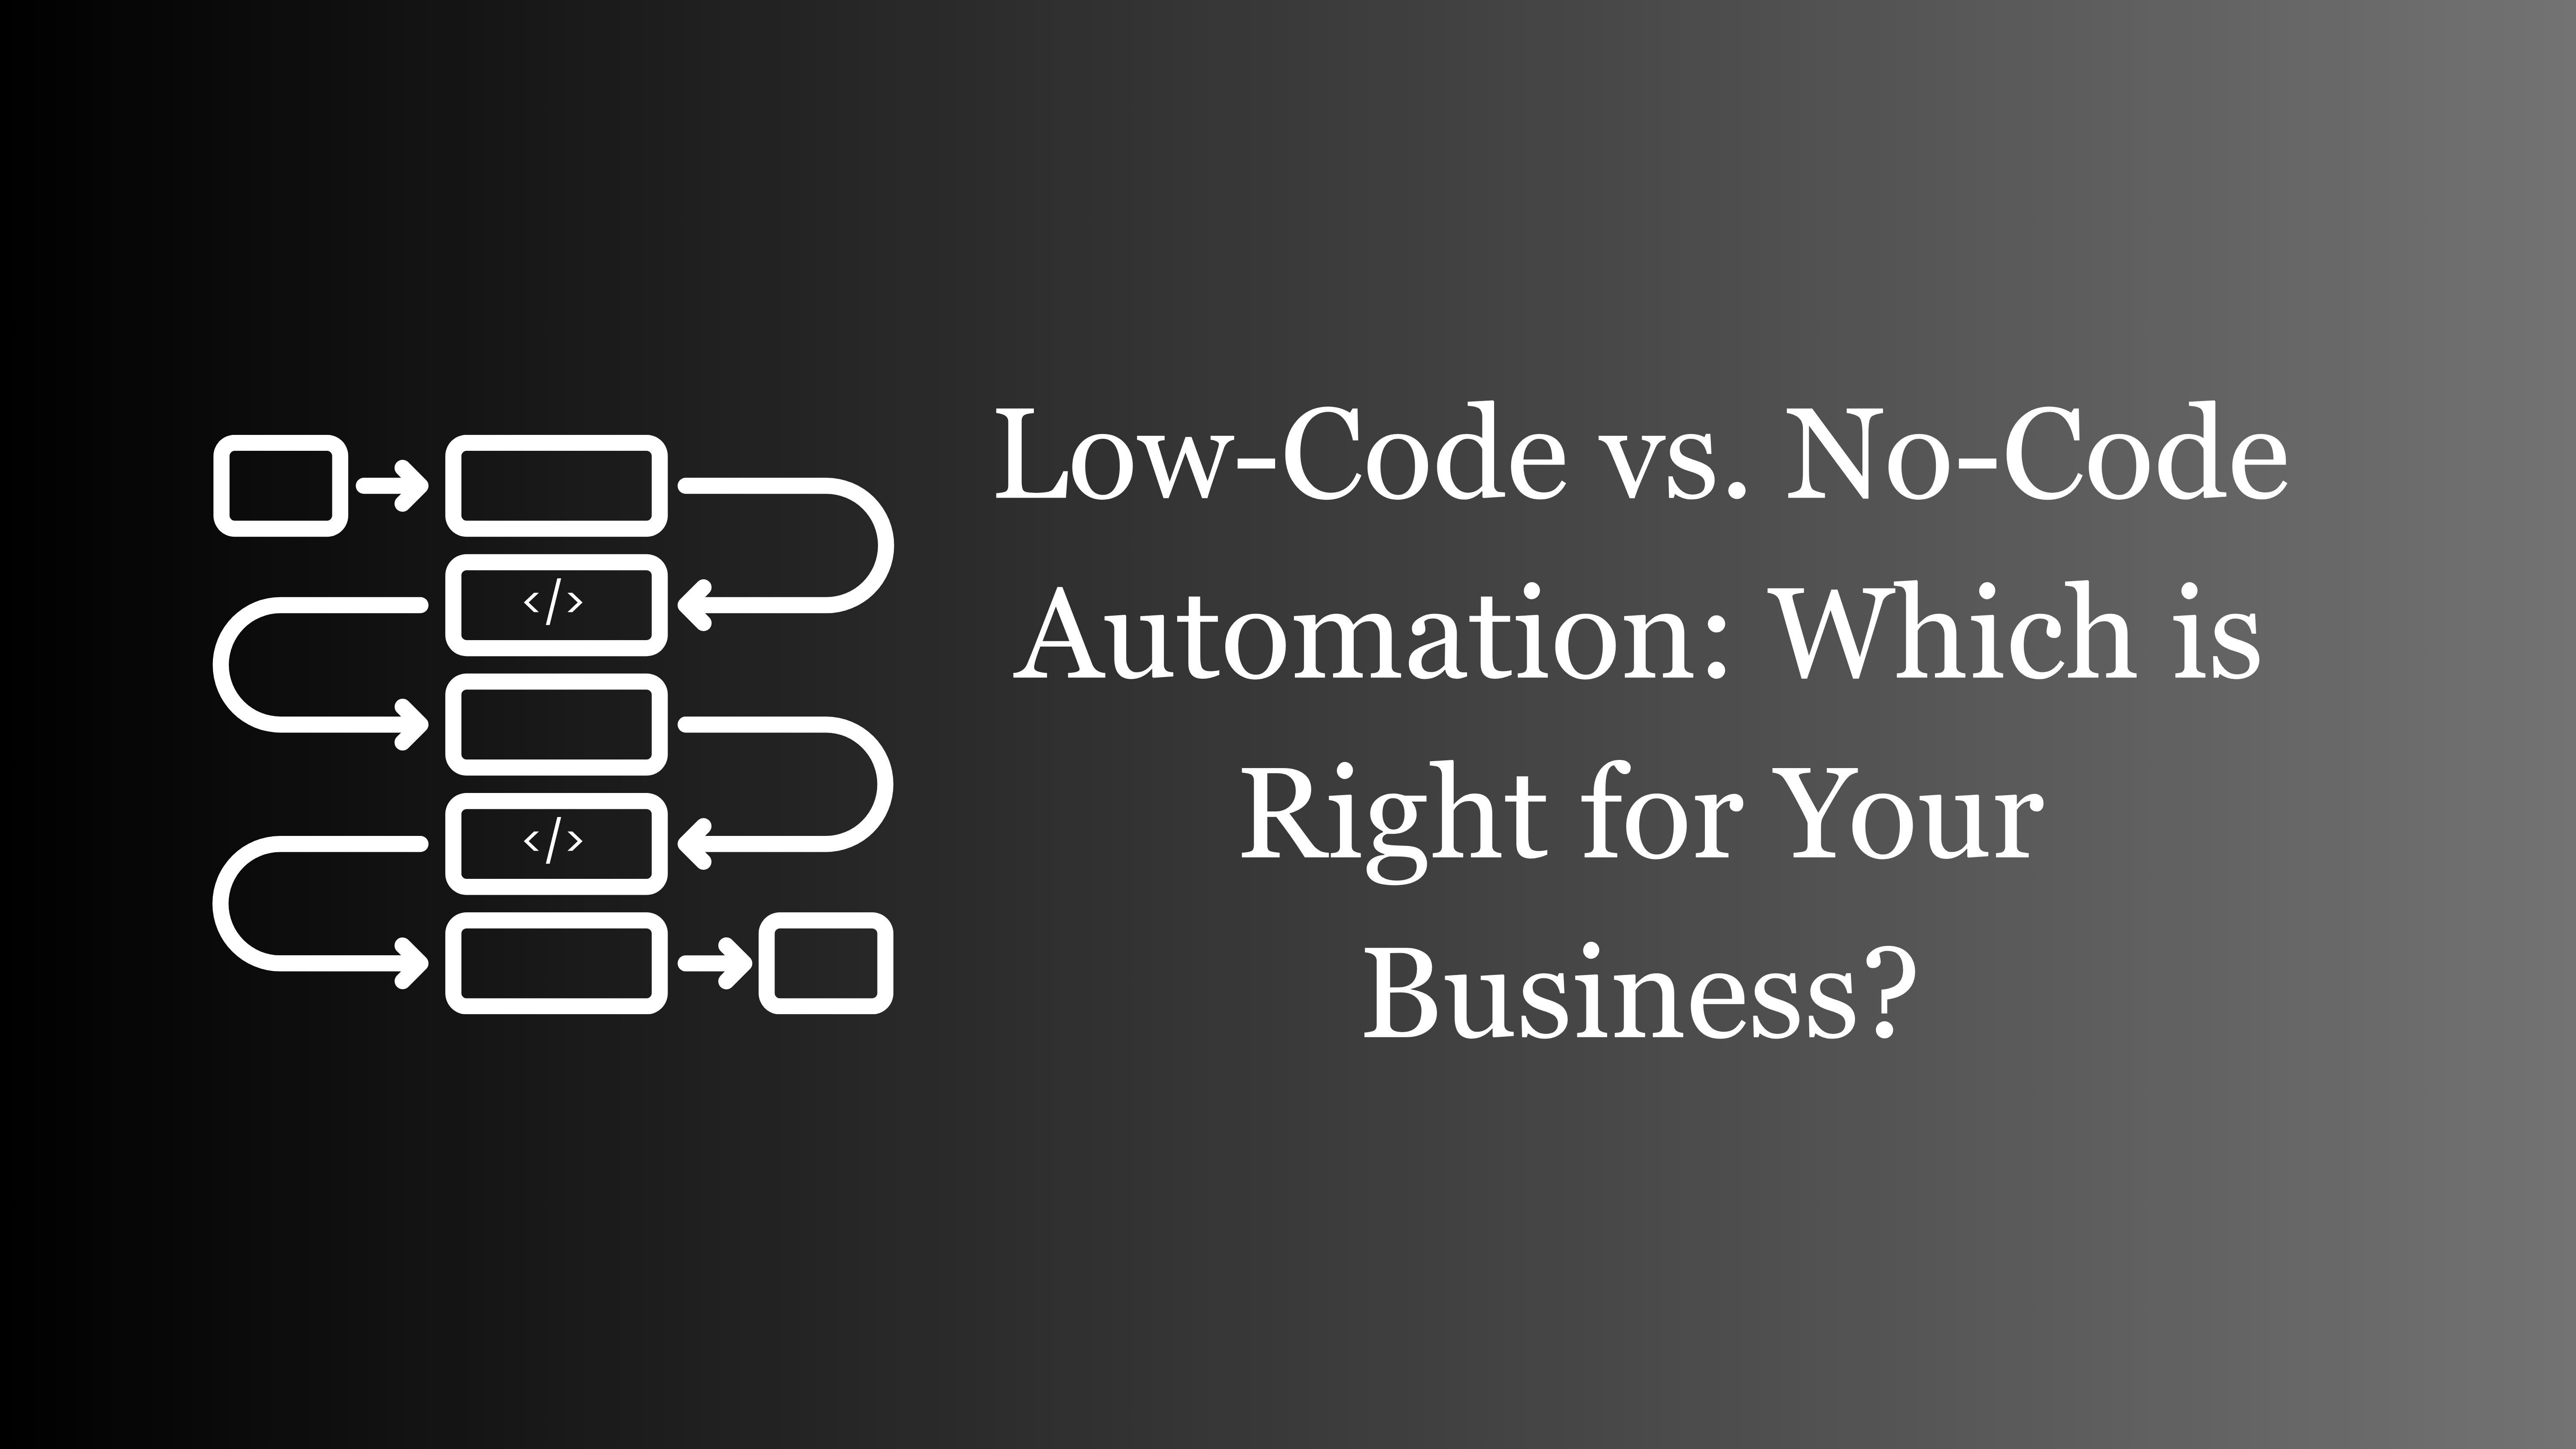 Low-Code vs. No-Code
Automation: Which is
Right for Your
Business?
</>
</>